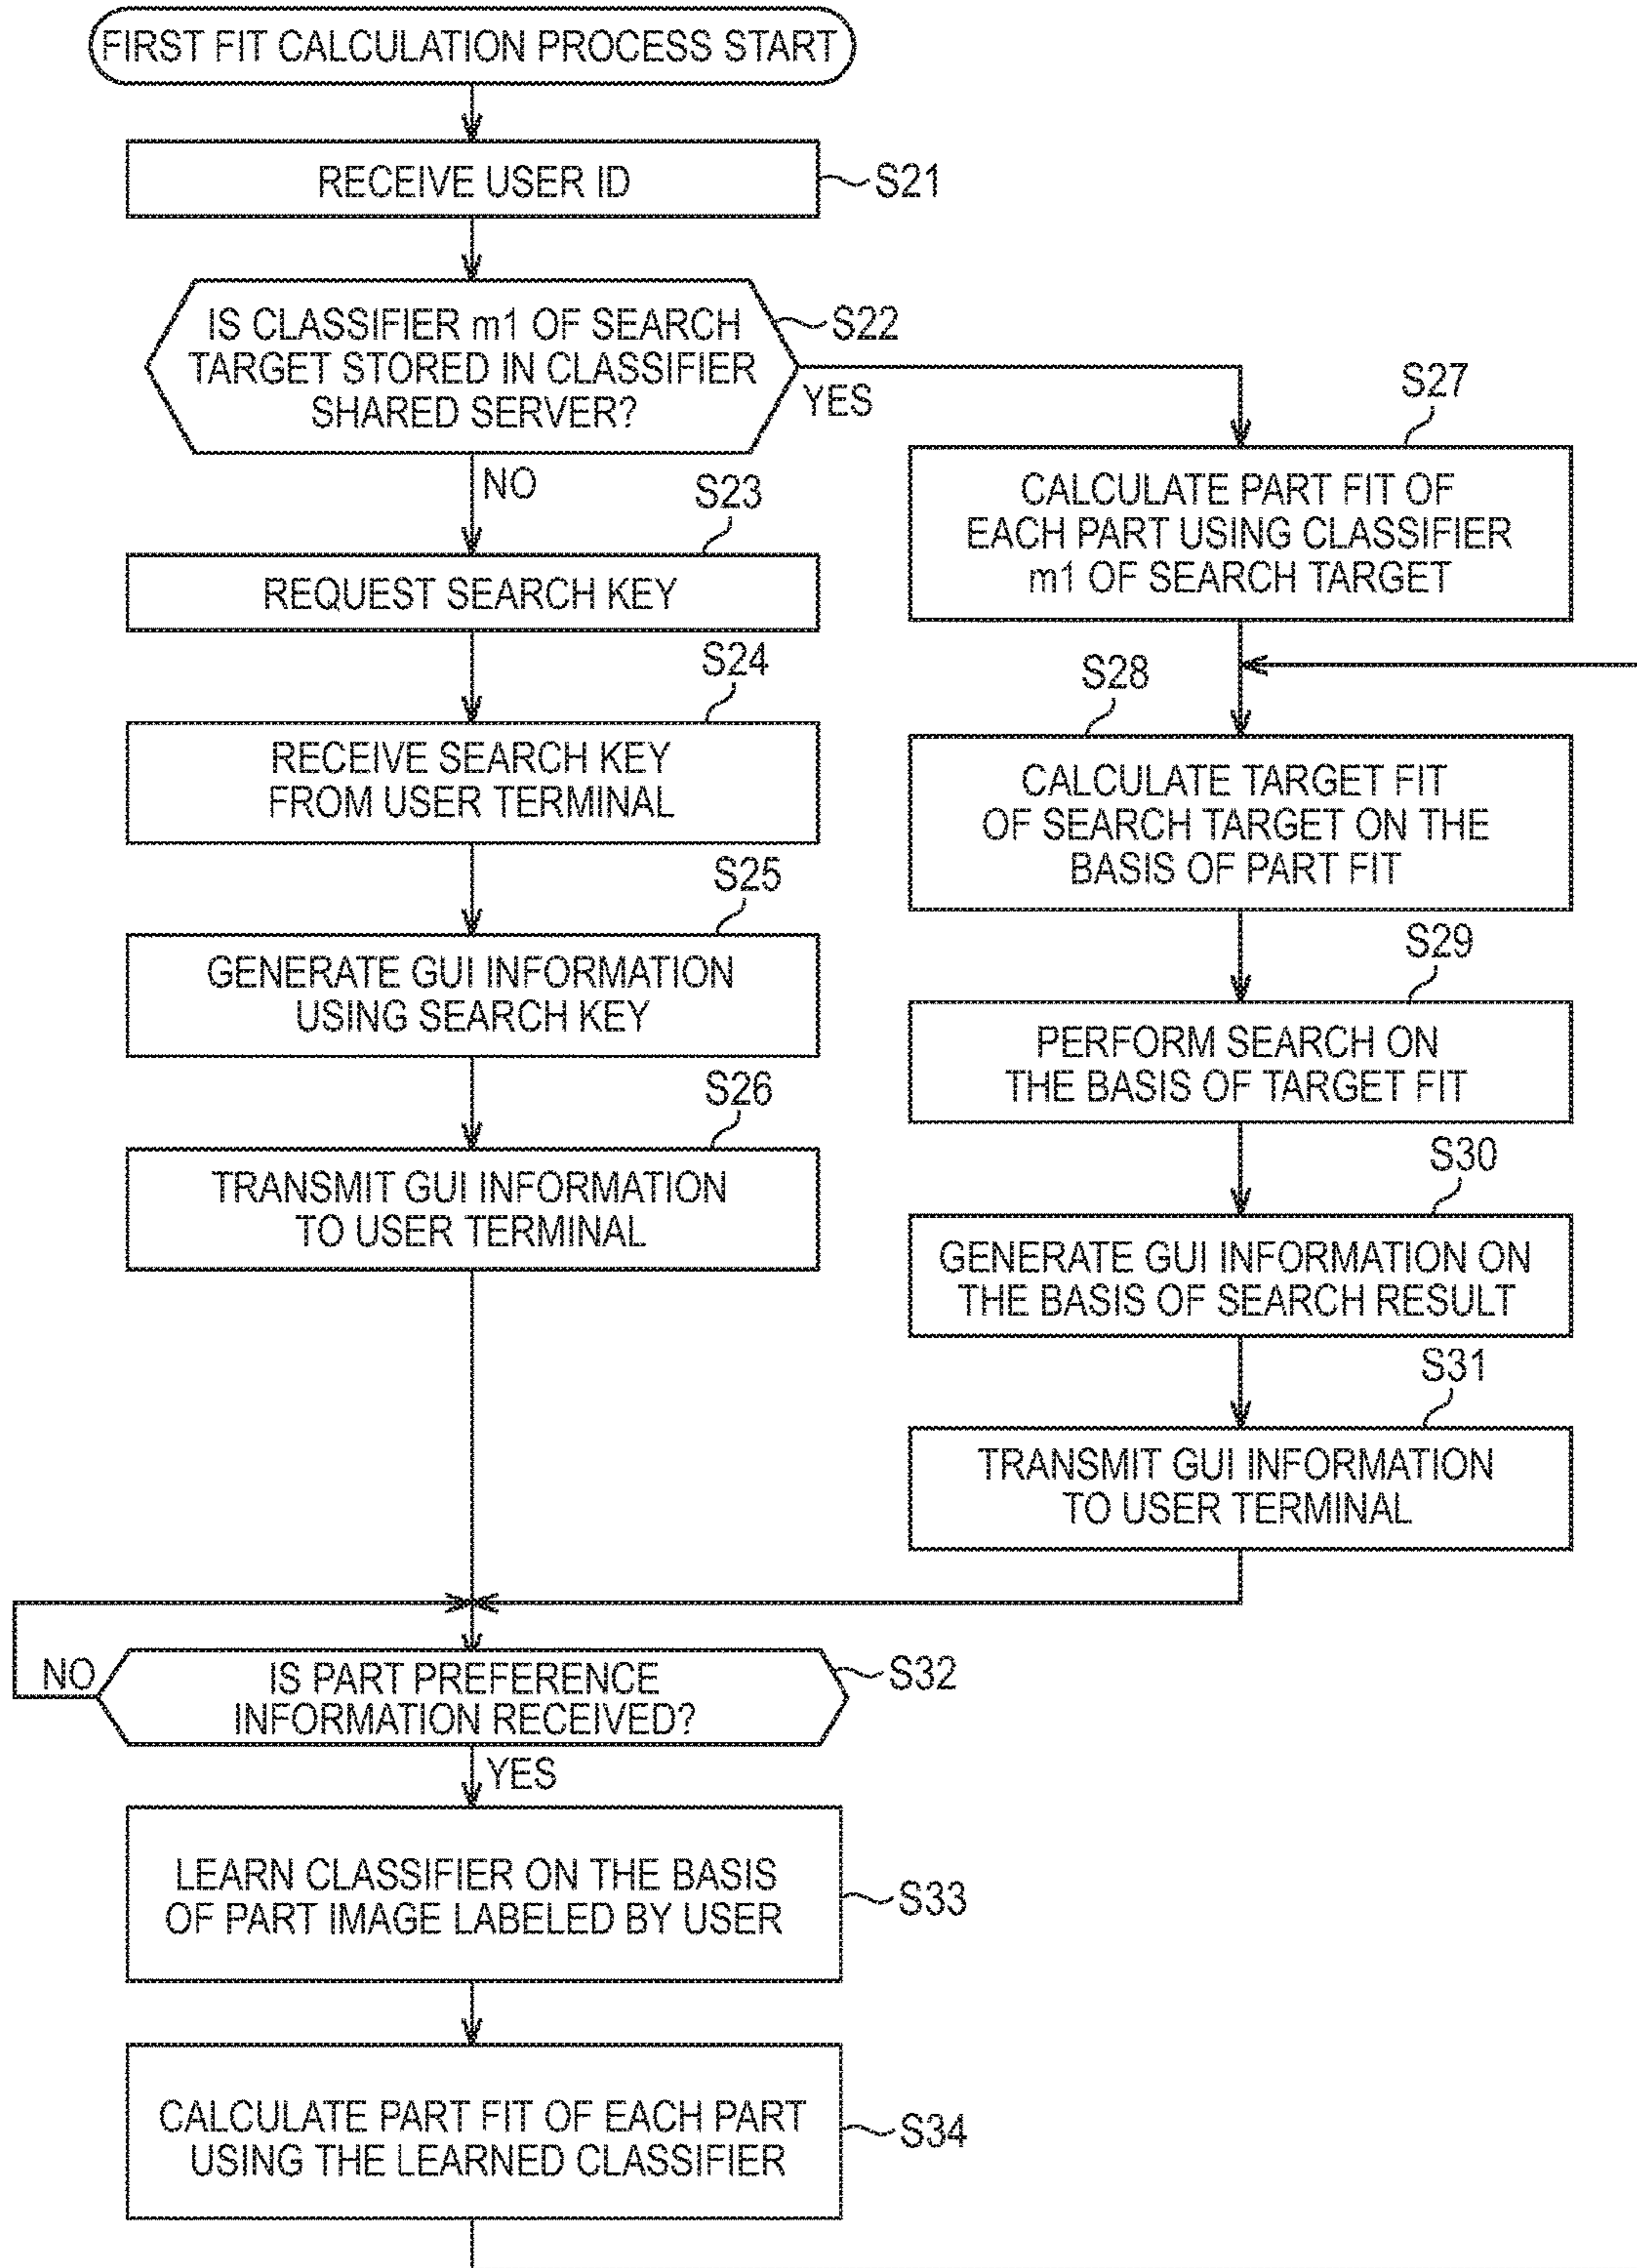 FIRST FIT CALCULATION PROCESS START
RECEIVE USER ID
S21
IS CLASSIFIER m1 OF SEARCH
TARGET STORED IN CLASSIFIER
SHARED SERVER?
S22
YES
NO
S23
REQUEST SEARCH KEY
S24
RECEIVE SEARCH KEY
FROM USER TERMINAL
S25
GENERATE GUI INFORMATION
USING SEARCH KEY
S26
TRANSMIT GUI INFORMATION
TO USER TERMINAL
S27
CALCULATE PART FIT OF
EACH PART USING CLASSIFIER
m1 OF SEARCH TARGET
S28
CALCULATE TARGET FIT
OF SEARCH TARGET ON THE
BASIS OF PART FIT
S29
PERFORM SEARCH ON
THE BASIS OF TARGET FIT
S30
GENERATE GUI INFORMATION ON
THE BASIS OF SEARCH RESULT
S31
TRANSMIT GUI INFORMATION
TO USER TERMINAL
NO
IS PART PREFERENCE
INFORMATION RECEIVED?
S32
YES
LEARN CLASSIFIER ON THE BASIS
OF PART IMAGE LABELED BY USER
S33
CALCULATE PART FIT OF EACH PART
USING THE LEARNED CLASSIFIER
S34